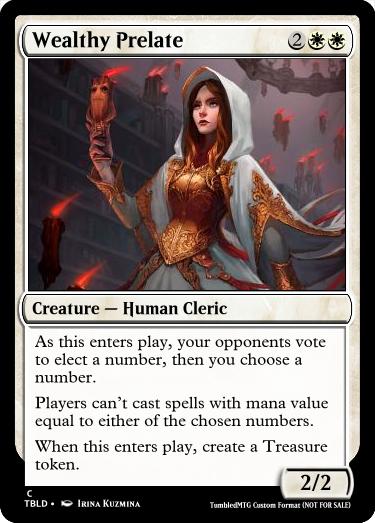 Wealthy Prelate 2
Creature — Human Cleric
As this enters play, your opponents vote
to elect a number, then you choose a
number.
Players can't cast spells with mana value
equal to either of the chosen numbers.
When this enters play, create a Treasure
token.
2/2
C
TBLD • Irina Kuzmina
TumbledMTG Custom Format (NOT FOR SALE)